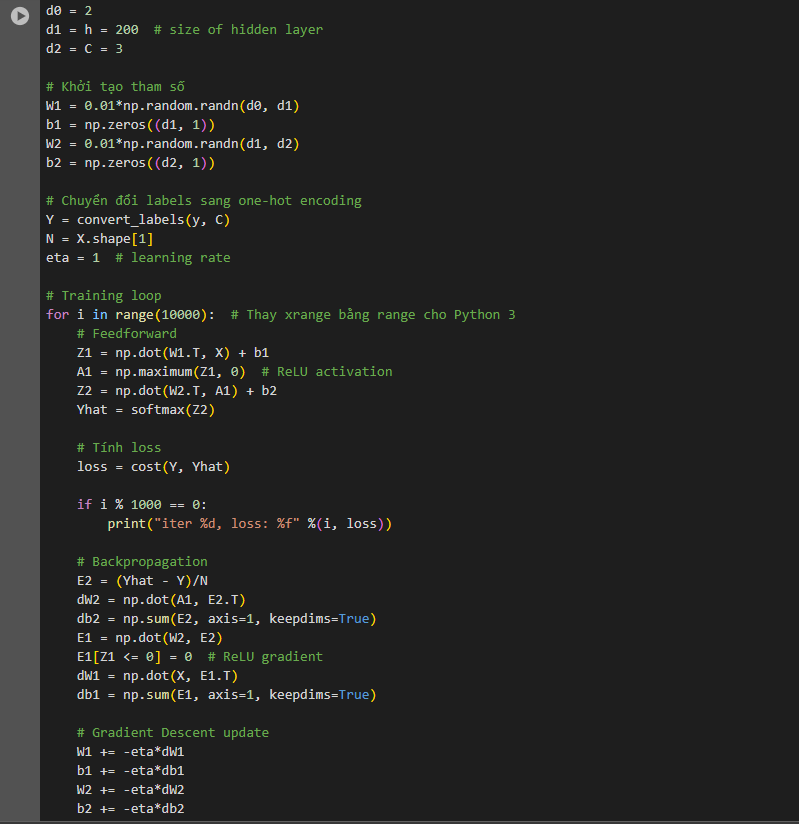 d0 = 2
d1 = h = 200  # size of hidden layer
d2 = C = 3

# Khởi tạo tham số
W1 = 0.01*np.random.randn(d0, d1)
b1 = np.zeros((d1, 1))
W2 = 0.01*np.random.randn(d1, d2)
b2 = np.zeros((d2, 1))

# Chuyển đổi labels sang one-hot encoding
Y = convert_labels(y, C)
N = X.shape[1]
eta = 1  # learning rate

# Training loop
for i in range(10000):  # Thay xrange bằng range cho Python 3
    # Feedforward
    Z1 = np.dot(W1.T, X) + b1
    A1 = np.maximum(Z1, 0)  # ReLU activation
    Z2 = np.dot(W2.T, A1) + b2
    Yhat = softmax(Z2)

    # Tính loss
    loss = cost(Y, Yhat)

    if i % 1000 == 0:
        print("iter %d, loss: %f" %(i, loss))

    # Backpropagation
    E2 = (Yhat - Y)/N
    dW2 = np.dot(A1, E2.T)
    db2 = np.sum(E2, axis=1, keepdims=True)
    E1 = np.dot(W2, E2)
    E1[Z1 <= 0] = 0  # ReLU gradient
    dW1 = np.dot(X, E1.T)
    db1 = np.sum(E1, axis=1, keepdims=True)

    # Gradient Descent update
    W1 += -eta*dW1
    b1 += -eta*db1
    W2 += -eta*dW2
    b2 += -eta*db2